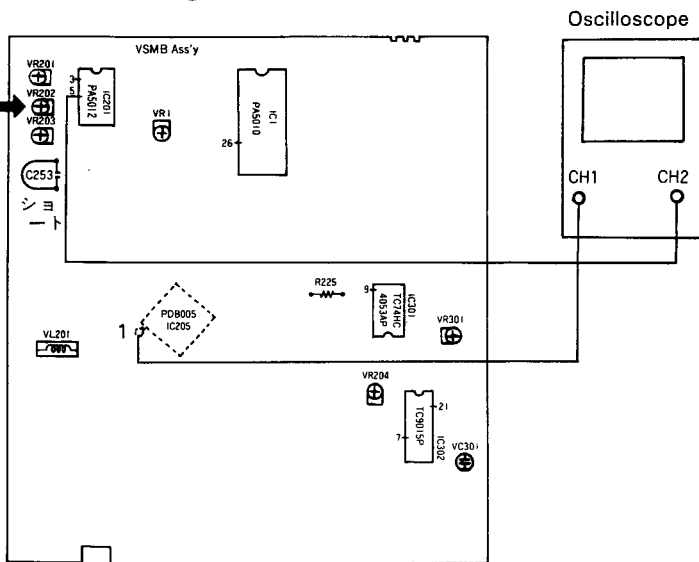 Oscilloscope
VSMB Ass'y
VR201
VR202
VR203
3
5
IC201
PA5012
VR1
IC1
PA5010
26
C253
ショ
ート
CH1
CH2
R225
9
IC301
TC74HC
4053AP
PDB005
IC205
1
VR301
VL201
VR204
21
7
TC9015P
IC302
VC301